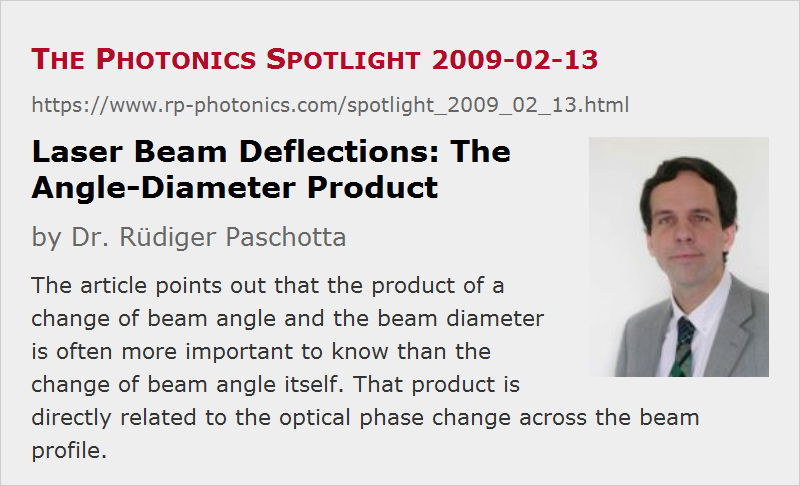 The Photonics Spotlight 2009-02-13
https://www.rp-photonics.com/spotlight_2009_02_13.html
Laser Beam Deflections: The
Angle-Diameter Product
by Dr. Rüdiger Paschotta
The article points out that the product of a
change of beam angle and the beam diameter
is often more important to know than the
change of beam angle itself. That product is
directly related to the optical phase change across the beam
profile.